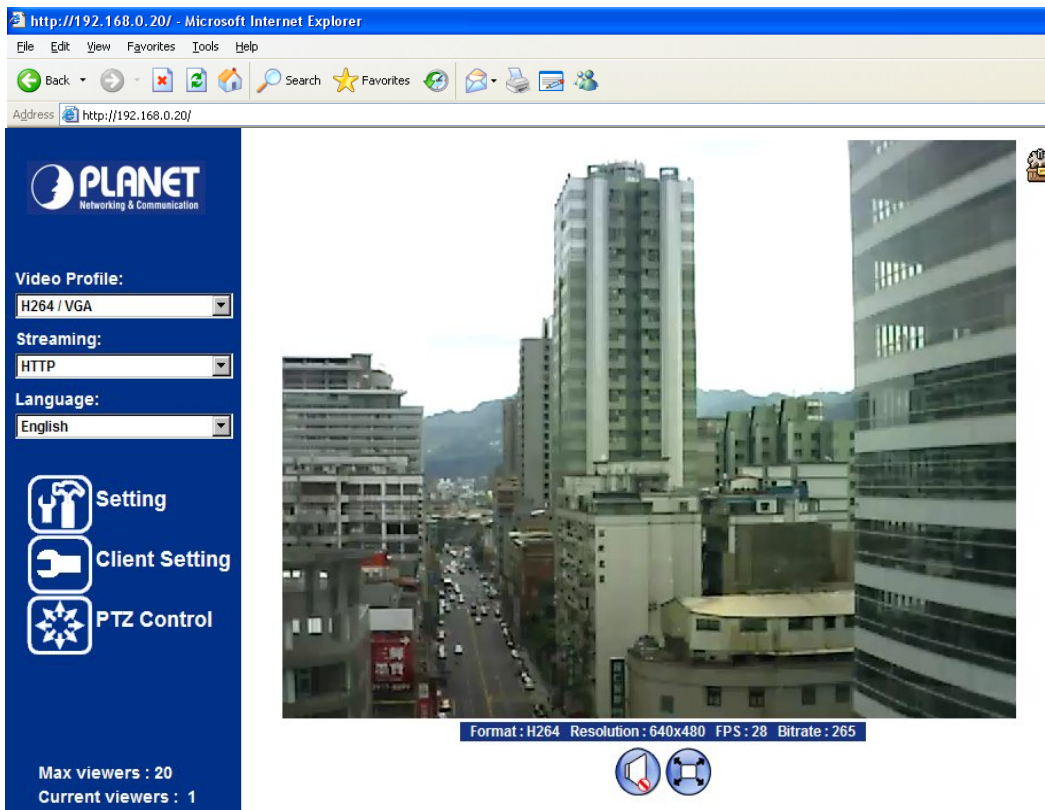 http://192.168.0.20/ - Microsoft Internet Explorer
File Edit View Favorites Tools Help
Back Search Favorites
Address http://192.168.0.20/
PLANET
Networking & Communication
Video Profile:
H264 / VGA
Streaming:
HTTP
Language:
English
Setting
Client Setting
PTZ Control
Max viewers : 20
Current viewers : 1
三鮮
Format : H264 Resolution : 640x480 FPS : 28 Bitrate : 265